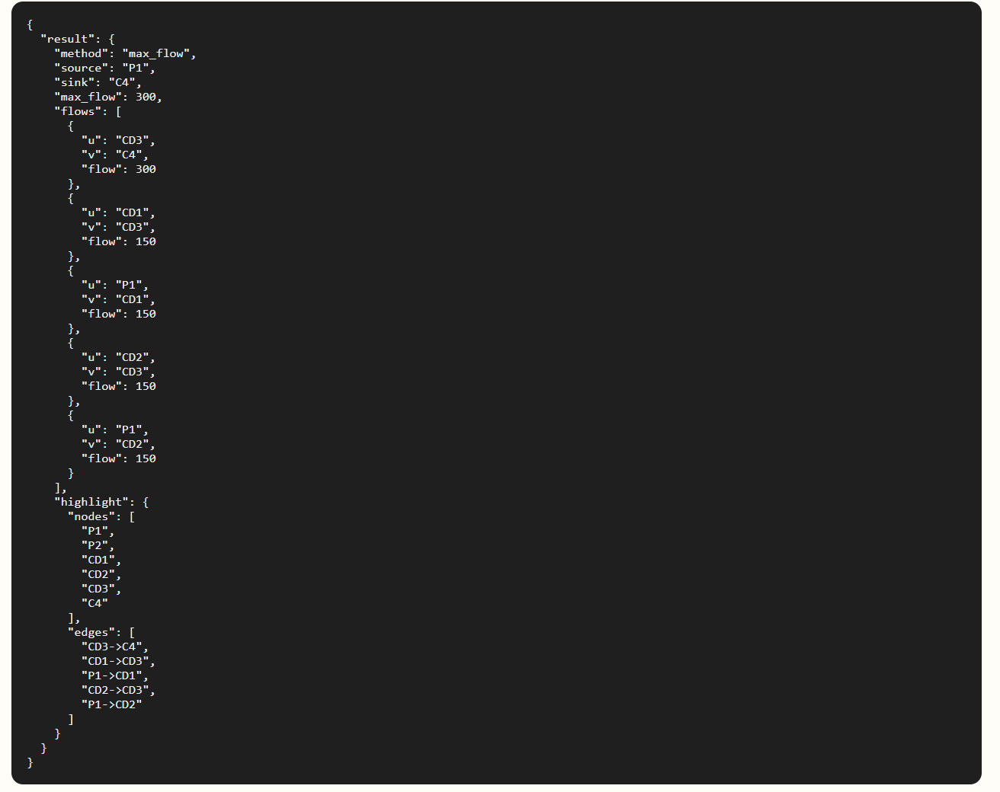 {
  "result": {
    "method": "max_flow",
    "source": "P1",
    "sink": "C4",
    "max_flow": 300,
    "flows": [
      {
        "u": "CD3",
        "v": "C4",
        "flow": 300
      },
      {
        "u": "CD1",
        "v": "CD3",
        "flow": 150
      },
      {
        "u": "P1",
        "v": "CD1",
        "flow": 150
      },
      {
        "u": "CD2",
        "v": "CD3",
        "flow": 150
      },
      {
        "u": "P1",
        "v": "CD2",
        "flow": 150
      }
    ],
    "highlight": {
      "nodes": [
        "P1",
        "P2",
        "CD1",
        "CD2",
        "CD3",
        "C4"
      ],
      "edges": [
        "CD3->C4",
        "CD1->CD3",
        "P1->CD1",
        "CD2->CD3",
        "P1->CD2"
      ]
    }
  }
}